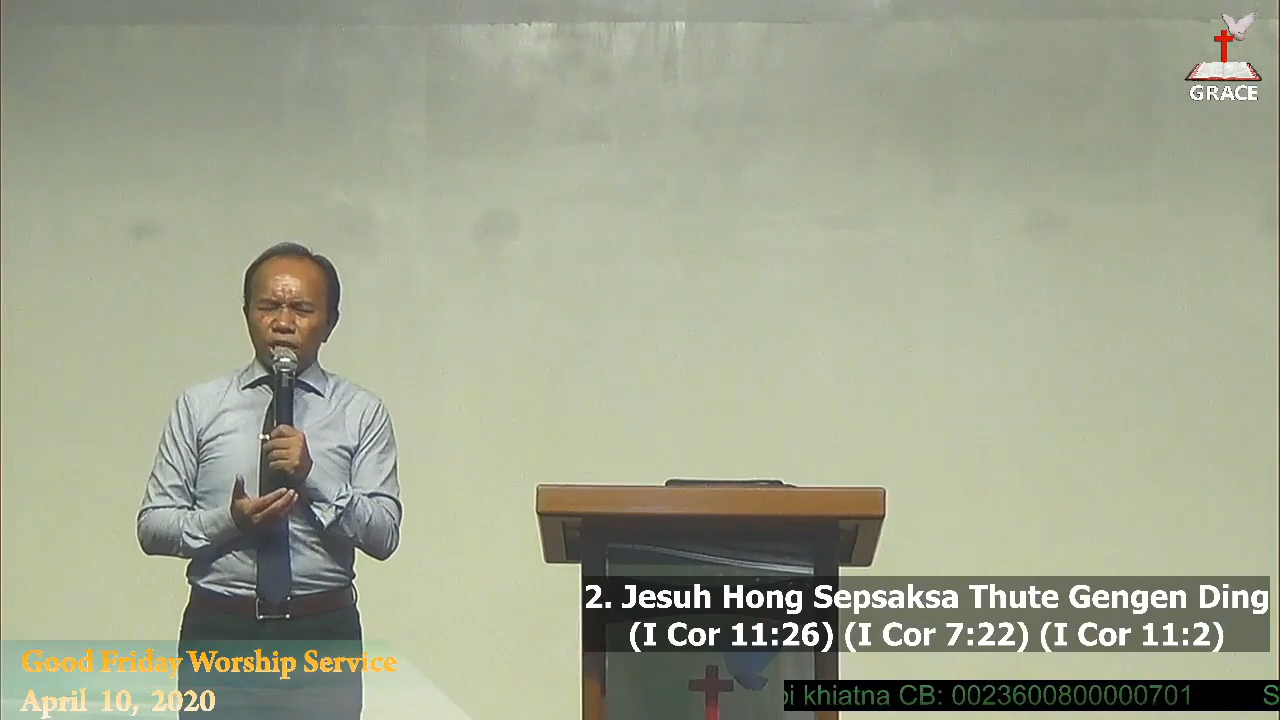 GRACE
2. Jesuh Hong Sepsaksa Thute Gengen Ding
(I Cor 11:26) (I Cor 7:22) (I Cor 11:2)
Good Friday Worship Service
April 10, 2020
khiatna CB: 0023600800000701